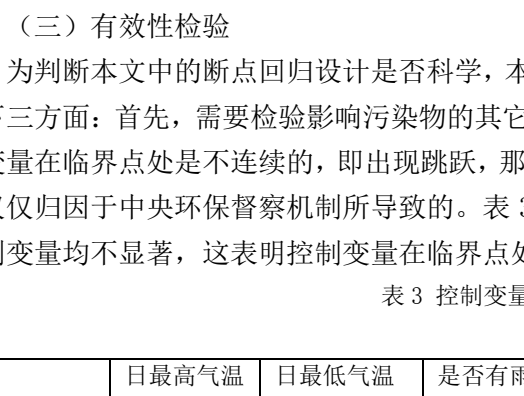 （三）有效性检验
为判断本文中的断点回归设计是否科学，本
三方面：首先，需要检验影响污染物的其它
量在临界点处是不连续的，即出现跳跃，那
仅归因于中央环保督察机制所导致的。表 3
变量均不显著，这表明控制变量在临界点处
表 3 控制变量
日最高气温 日最低气温 是否有雨